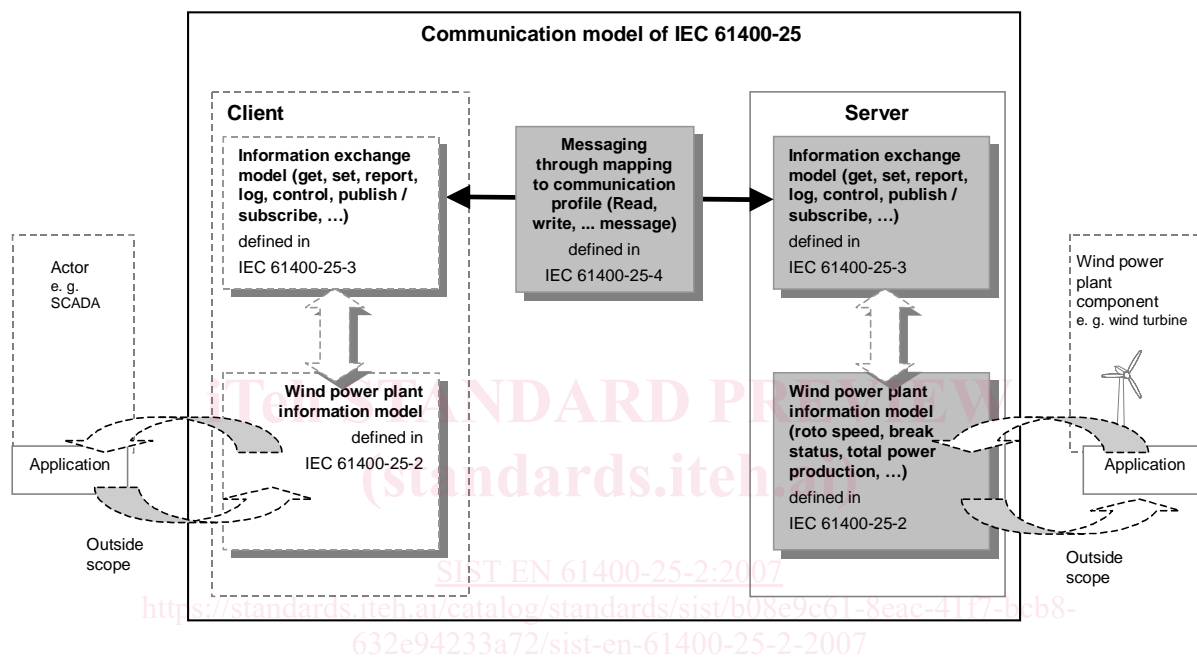 Communication model of IEC 61400-25
Client
Information exchange
model (get, set, report,
log, control, publish /
subscribe, …)
defined in
IEC 61400-25-3
Messaging
through mapping
to communication
profile (Read,
write, ... message)
defined in
IEC 61400-25-4
Server
Information exchange
model (get, set, report,
log, control, publish /
subscribe, …)
defined in
IEC 61400-25-3
Actor
e. g.
SCADA
Wind power
plant
component
e. g. wind turbine
Wind power plant
information model
defined in
IEC 61400-25-2
Wind power plant
information model
(roto speed, break
status, total power
production, …)
defined in
IEC 61400-25-2
Application
Application
Outside
scope
Outside
scope
iTeh STANDARD PREVIEW
(standards.iteh.ai)
SIST EN 61400-25-2:2007
https://standards.iteh.ai/catalog/standards/sist/b08e9c61-8eac-41f7-bcb8-
632e94233a72/sist-en-61400-25-2-2007